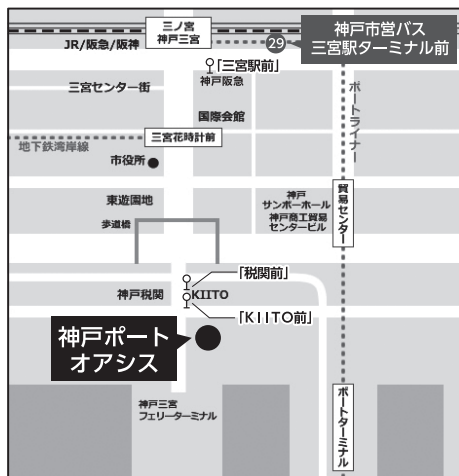 三ノ宮
神戸三宮
JR/阪急/阪神
29
神戸市営バス
三宮駅ターミナル前
「三宮駅前」
神戸阪急
三宮センター街
国際会館
ポートライナー
三宮花時計前
地下鉄湾岸線
市役所
東遊園地
神戸
サンボーホール
神戸商工貿易
センタービル
貿易センター
歩道橋
「税関前」
神戸税関
KIITO
「KIITO前」
神戸ポート
オアシス
神戸三宮
フェリーターミナル
ポートターミナル